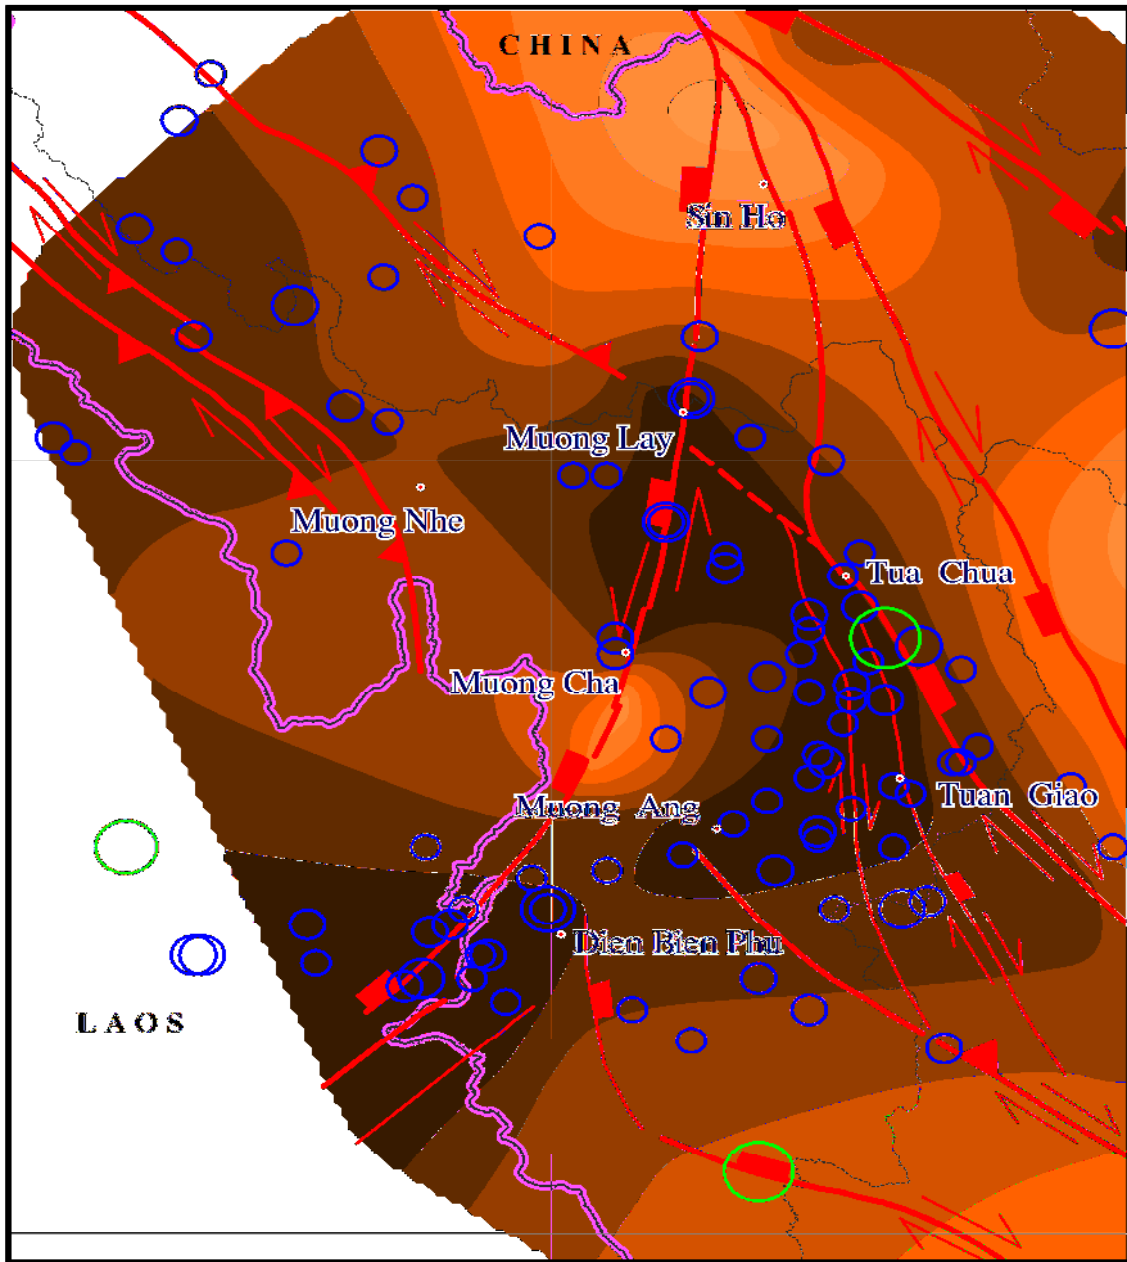 CHINA
Sin Ho
Muong Lay
Muong Nhe
Tua Chua
Muong Cha
Muong Ang
Tuan Giao
Dien Bien Phu
LAOS